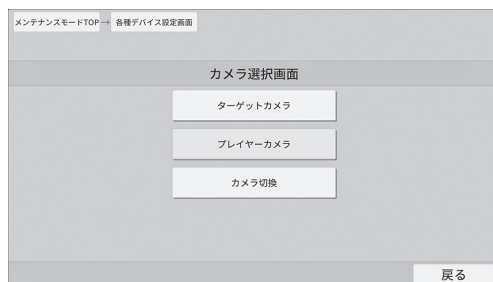 メンテナンスモードTOP→ 各種デバイス設定画面
カメラ選択画面
ターゲットカメラ
プレイヤーカメラ
カメラ切換
戻る